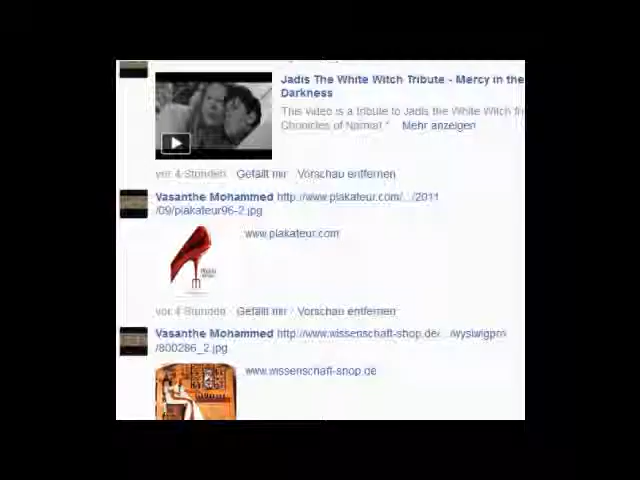 Jadis The White Witch Tribute - Mercy in the
Darkness
This video is a tribute to Jadis the White Witch
Chronicles of Narnia! " Mehr anzeigen
vor 4 Stunden · Gefällt mir · Vorschau entfernen
Vasanthe Mohammed http://www.plakateur.com/.../2011
/09/plakateur96-2.jpg
www.plakateur.com
vor 4 Stunden · Gefällt mir · Vorschau entfernen
Vasanthe Mohammed http://www.wissenschaft-shop.de/.../wysiwigpro
/800286_2.jpg
www.wissenschaft-shop.de